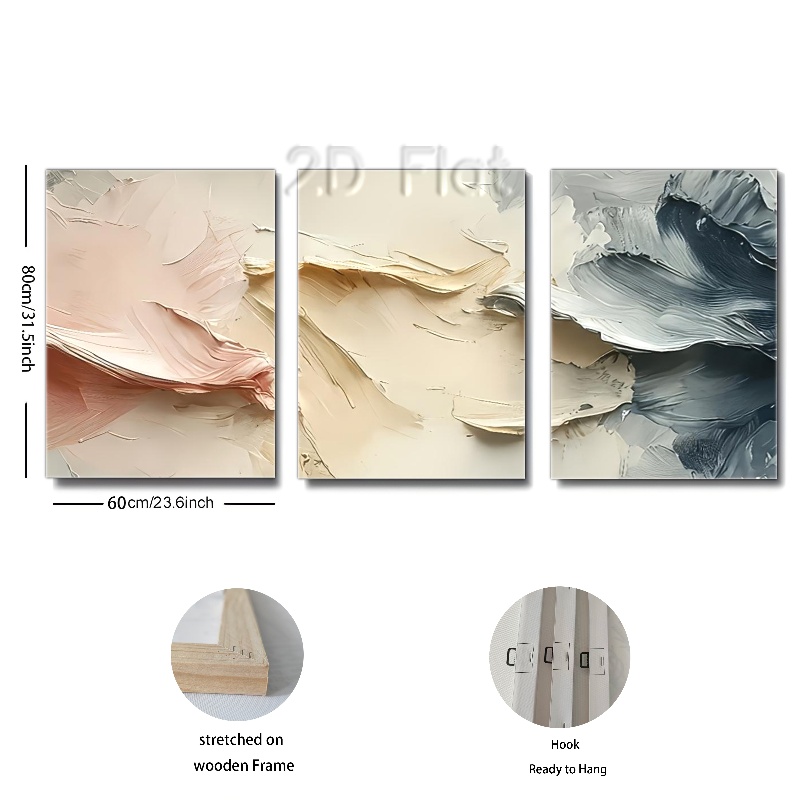 2D Flat
80cm/31.5inch
60cm/23.6inch
stretched on
wooden Frame
Hook
Ready to Hang